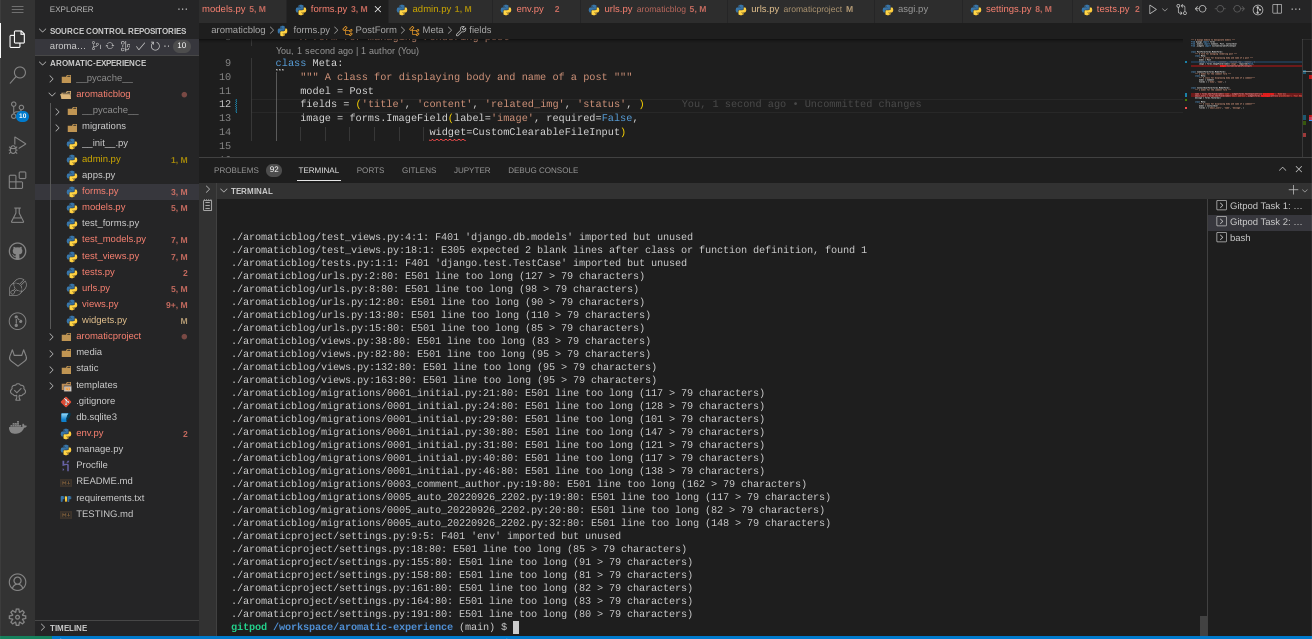 EXPLORER
models.py 5, M
forms.py 3, M
admin.py 1, M
env.py 2
urls.py aromaticblog 5, M
urls.py aromaticproject M
asgi.py
settings.py 8, M
tests.py 2
SOURCE CONTROL REPOSITORIES
aroma... 10
AROMATIC-EXPERIENCE
__pycache__
aromaticblog
__pycache__
migrations
__init__.py
admin.py 1, M
apps.py
forms.py 3, M
models.py 5, M
test_forms.py
test_models.py 7, M
test_views.py 7, M
tests.py 2
urls.py 5, M
views.py 9+, M
widgets.py M
aromaticproject
media
static
templates
.gitignore
db.sqlite3
env.py 2
manage.py
Procfile
README.md
requirements.txt
TESTING.md
TIMELINE
10
aromaticblog > forms.py > PostForm > Meta > fields
You, 1 second ago | 1 author (You)
9 class Meta:
10 """ A class for displaying body and name of a post """
11 model = Post
12 fields = ('title', 'content', 'related_img', 'status', ) You, 1 second ago • Uncommitted changes
13 image = forms.ImageField(label='image', required=False,
14 widget=CustomClearableFileInput)
15
PROBLEMS 92 TERMINAL PORTS GITLENS JUPYTER DEBUG CONSOLE
TERMINAL
./aromaticblog/test_views.py:4:1: F401 'django.db.models' imported but unused
./aromaticblog/test_views.py:18:1: E305 expected 2 blank lines after class or function definition, found 1
./aromaticblog/tests.py:1:1: F401 'django.test.TestCase' imported but unused
./aromaticblog/urls.py:2:80: E501 line too long (127 > 79 characters)
./aromaticblog/urls.py:8:80: E501 line too long (98 > 79 characters)
./aromaticblog/urls.py:12:80: E501 line too long (90 > 79 characters)
./aromaticblog/urls.py:13:80: E501 line too long (110 > 79 characters)
./aromaticblog/urls.py:15:80: E501 line too long (85 > 79 characters)
./aromaticblog/views.py:38:80: E501 line too long (83 > 79 characters)
./aromaticblog/views.py:82:80: E501 line too long (95 > 79 characters)
./aromaticblog/views.py:132:80: E501 line too long (95 > 79 characters)
./aromaticblog/views.py:163:80: E501 line too long (95 > 79 characters)
./aromaticblog/migrations/0001_initial.py:21:80: E501 line too long (117 > 79 characters)
./aromaticblog/migrations/0001_initial.py:24:80: E501 line too long (128 > 79 characters)
./aromaticblog/migrations/0001_initial.py:29:80: E501 line too long (101 > 79 characters)
./aromaticblog/migrations/0001_initial.py:30:80: E501 line too long (147 > 79 characters)
./aromaticblog/migrations/0001_initial.py:31:80: E501 line too long (121 > 79 characters)
./aromaticblog/migrations/0001_initial.py:40:80: E501 line too long (117 > 79 characters)
./aromaticblog/migrations/0001_initial.py:46:80: E501 line too long (138 > 79 characters)
./aromaticblog/migrations/0003_comment_author.py:19:80: E501 line too long (162 > 79 characters)
./aromaticblog/migrations/0005_auto_20220926_2202.py:19:80: E501 line too long (117 > 79 characters)
./aromaticblog/migrations/0005_auto_20220926_2202.py:20:80: E501 line too long (82 > 79 characters)
./aromaticblog/migrations/0005_auto_20220926_2202.py:32:80: E501 line too long (148 > 79 characters)
./aromaticproject/settings.py:9:5: F401 'env' imported but unused
./aromaticproject/settings.py:18:80: E501 line too long (85 > 79 characters)
./aromaticproject/settings.py:155:80: E501 line too long (91 > 79 characters)
./aromaticproject/settings.py:158:80: E501 line too long (81 > 79 characters)
./aromaticproject/settings.py:161:80: E501 line too long (82 > 79 characters)
./aromaticproject/settings.py:164:80: E501 line too long (83 > 79 characters)
./aromaticproject/settings.py:191:80: E501 line too long (80 > 79 characters)
gitpod /workspace/aromatic-experience (main) $
Gitpod Task 1: ...
Gitpod Task 2: ...
bash